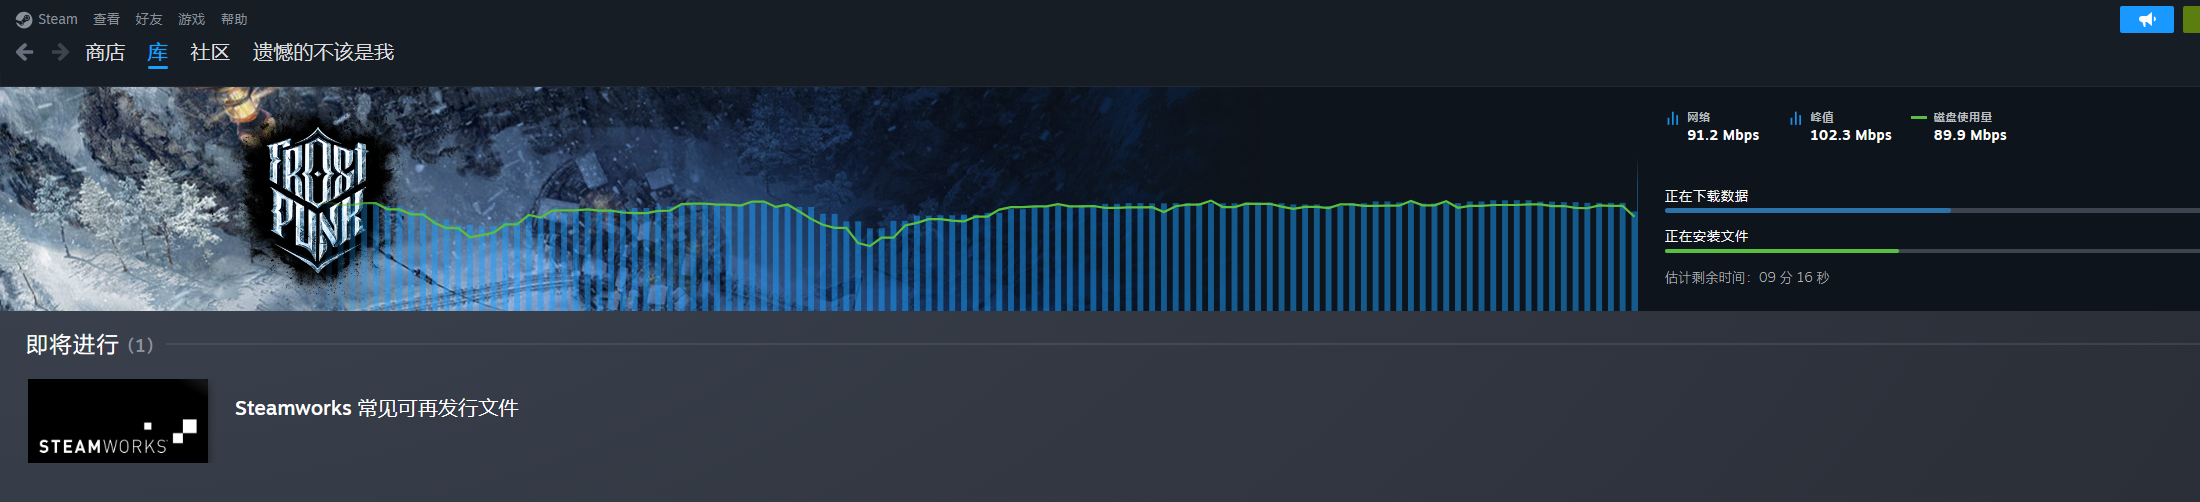 Steam 查看 好友 游戏 帮助
商店 库 社区 遗憾的不该是我
FROSTPUNK
网络 峰值 磁盘使用量
91.2 Mbps 102.3 Mbps 89.9 Mbps
正在下载数据
正在安装文件
估计剩余时间：09 分 16 秒
即将进行 (1)
STEAMWORKS
Steamworks 常见可再发行文件